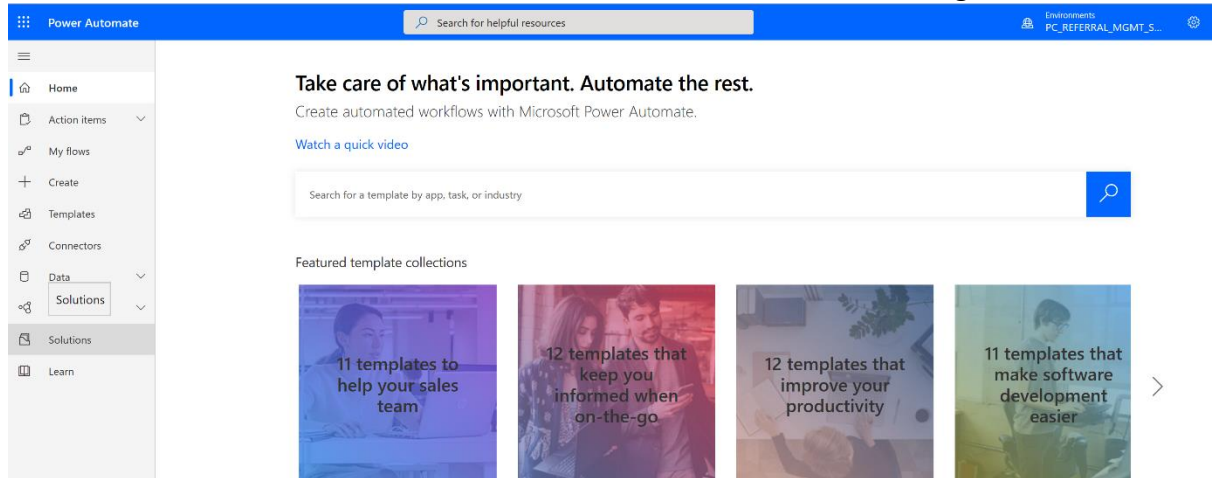 Power Automate
Search for helpful resources
Environments
PC_REFERRAL_MGMT_S...
Home
Action items
My flows
Create
Templates
Connectors
Data
Solutions
Solutions
Learn
Take care of what's important. Automate the rest.
Create automated workflows with Microsoft Power Automate.
Watch a quick video
Search for a template by app, task, or industry
Featured template collections
11 templates to
help your sales
team
12 templates that
keep you
informed when
on-the-go
12 templates that
improve your
productivity
11 templates that
make software
development
easier